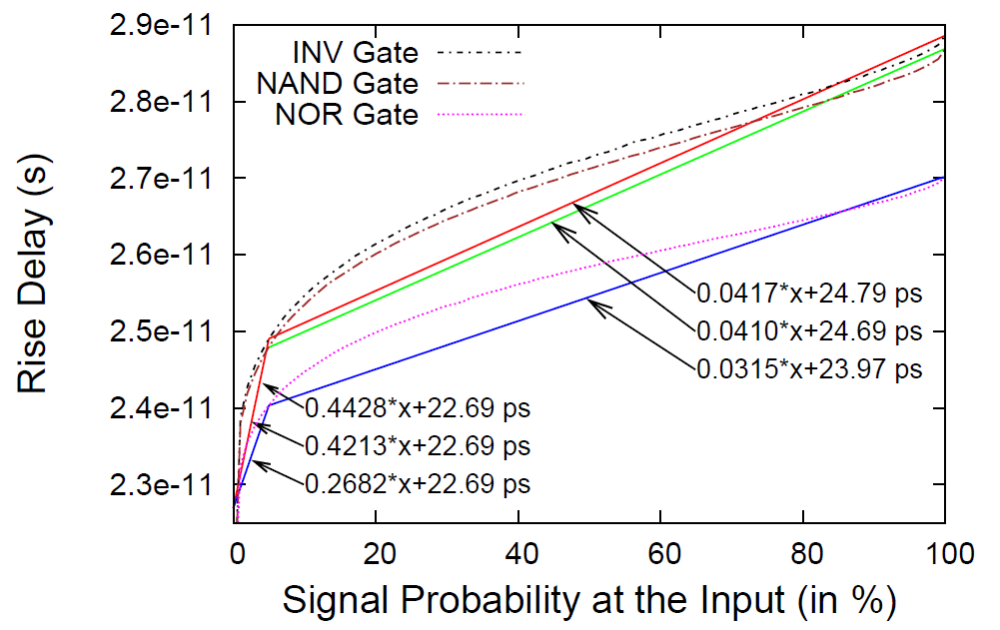 2.9e-11
2.8e-11
2.7e-11
2.6e-11
2.5e-11
2.4e-11
2.3e-11
Rise Delay (s)
INV Gate
NAND Gate
NOR Gate
0.0417*x+24.79 ps
0.0410*x+24.69 ps
0.0315*x+23.97 ps
0.4428*x+22.69 ps
0.4213*x+22.69 ps
0.2682*x+22.69 ps
0 20 40 60 80 100
Signal Probability at the Input (in %)